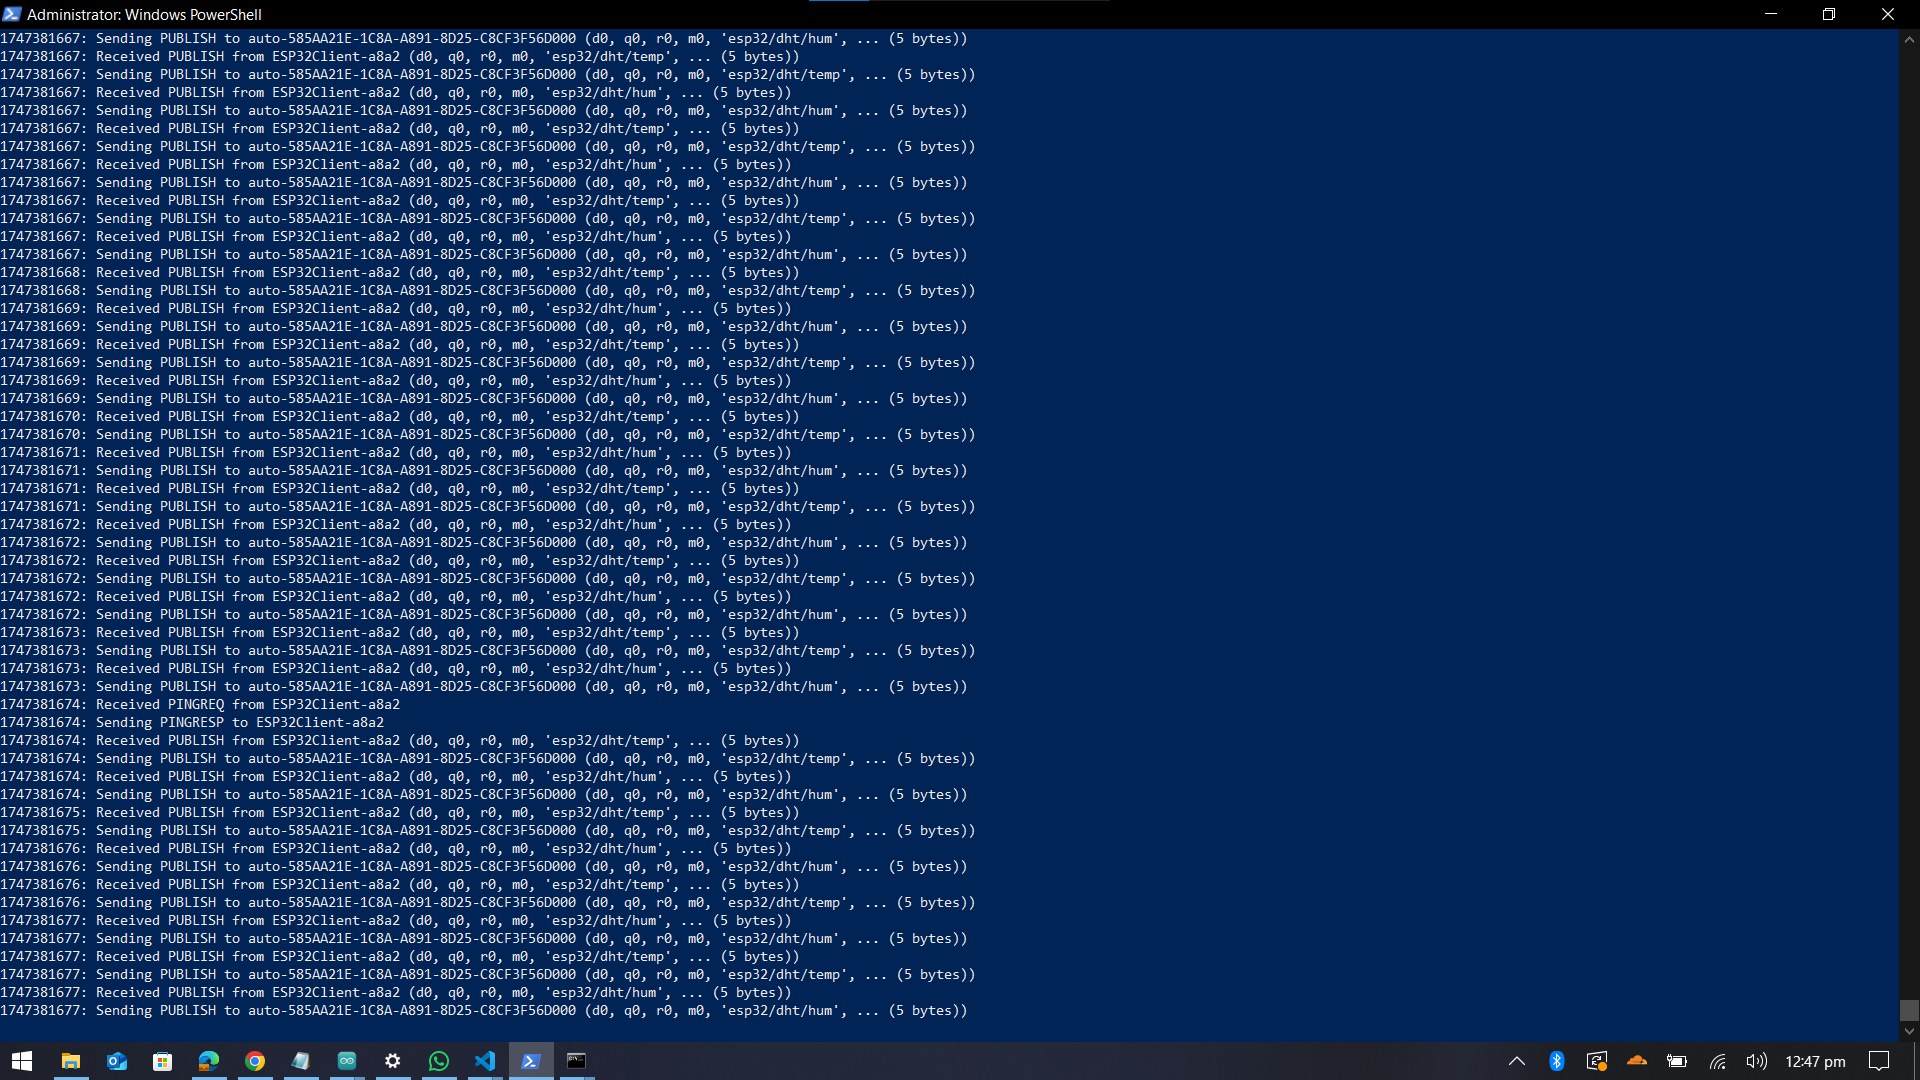 Administrator: Windows PowerShell
1747381667: Sending PUBLISH to auto-585AA21E-1C8A-A891-8D25-C8CF3F56D000 (d0, q0, r0, m0, 'esp32/dht/hum', ... (5 bytes))
1747381667: Received PUBLISH from ESP32Client-a8a2 (d0, q0, r0, m0, 'esp32/dht/temp', ... (5 bytes))
1747381667: Sending PUBLISH to auto-585AA21E-1C8A-A891-8D25-C8CF3F56D000 (d0, q0, r0, m0, 'esp32/dht/temp', ... (5 bytes))
1747381667: Received PUBLISH from ESP32Client-a8a2 (d0, q0, r0, m0, 'esp32/dht/hum', ... (5 bytes))
1747381667: Sending PUBLISH to auto-585AA21E-1C8A-A891-8D25-C8CF3F56D000 (d0, q0, r0, m0, 'esp32/dht/hum', ... (5 bytes))
1747381667: Received PUBLISH from ESP32Client-a8a2 (d0, q0, r0, m0, 'esp32/dht/temp', ... (5 bytes))
1747381667: Sending PUBLISH to auto-585AA21E-1C8A-A891-8D25-C8CF3F56D000 (d0, q0, r0, m0, 'esp32/dht/temp', ... (5 bytes))
1747381667: Received PUBLISH from ESP32Client-a8a2 (d0, q0, r0, m0, 'esp32/dht/hum', ... (5 bytes))
1747381667: Sending PUBLISH to auto-585AA21E-1C8A-A891-8D25-C8CF3F56D000 (d0, q0, r0, m0, 'esp32/dht/hum', ... (5 bytes))
1747381667: Received PUBLISH from ESP32Client-a8a2 (d0, q0, r0, m0, 'esp32/dht/temp', ... (5 bytes))
1747381667: Sending PUBLISH to auto-585AA21E-1C8A-A891-8D25-C8CF3F56D000 (d0, q0, r0, m0, 'esp32/dht/temp', ... (5 bytes))
1747381667: Received PUBLISH from ESP32Client-a8a2 (d0, q0, r0, m0, 'esp32/dht/hum', ... (5 bytes))
1747381667: Sending PUBLISH to auto-585AA21E-1C8A-A891-8D25-C8CF3F56D000 (d0, q0, r0, m0, 'esp32/dht/hum', ... (5 bytes))
1747381668: Received PUBLISH from ESP32Client-a8a2 (d0, q0, r0, m0, 'esp32/dht/temp', ... (5 bytes))
1747381668: Sending PUBLISH to auto-585AA21E-1C8A-A891-8D25-C8CF3F56D000 (d0, q0, r0, m0, 'esp32/dht/temp', ... (5 bytes))
1747381669: Received PUBLISH from ESP32Client-a8a2 (d0, q0, r0, m0, 'esp32/dht/hum', ... (5 bytes))
1747381669: Sending PUBLISH to auto-585AA21E-1C8A-A891-8D25-C8CF3F56D000 (d0, q0, r0, m0, 'esp32/dht/hum', ... (5 bytes))
1747381669: Received PUBLISH from ESP32Client-a8a2 (d0, q0, r0, m0, 'esp32/dht/temp', ... (5 bytes))
1747381669: Sending PUBLISH to auto-585AA21E-1C8A-A891-8D25-C8CF3F56D000 (d0, q0, r0, m0, 'esp32/dht/temp', ... (5 bytes))
1747381669: Received PUBLISH from ESP32Client-a8a2 (d0, q0, r0, m0, 'esp32/dht/hum', ... (5 bytes))
1747381669: Sending PUBLISH to auto-585AA21E-1C8A-A891-8D25-C8CF3F56D000 (d0, q0, r0, m0, 'esp32/dht/hum', ... (5 bytes))
1747381670: Received PUBLISH from ESP32Client-a8a2 (d0, q0, r0, m0, 'esp32/dht/temp', ... (5 bytes))
1747381670: Sending PUBLISH to auto-585AA21E-1C8A-A891-8D25-C8CF3F56D000 (d0, q0, r0, m0, 'esp32/dht/temp', ... (5 bytes))
1747381671: Received PUBLISH from ESP32Client-a8a2 (d0, q0, r0, m0, 'esp32/dht/hum', ... (5 bytes))
1747381671: Sending PUBLISH to auto-585AA21E-1C8A-A891-8D25-C8CF3F56D000 (d0, q0, r0, m0, 'esp32/dht/hum', ... (5 bytes))
1747381671: Received PUBLISH from ESP32Client-a8a2 (d0, q0, r0, m0, 'esp32/dht/temp', ... (5 bytes))
1747381671: Sending PUBLISH to auto-585AA21E-1C8A-A891-8D25-C8CF3F56D000 (d0, q0, r0, m0, 'esp32/dht/temp', ... (5 bytes))
1747381672: Received PUBLISH from ESP32Client-a8a2 (d0, q0, r0, m0, 'esp32/dht/hum', ... (5 bytes))
1747381672: Sending PUBLISH to auto-585AA21E-1C8A-A891-8D25-C8CF3F56D000 (d0, q0, r0, m0, 'esp32/dht/hum', ... (5 bytes))
1747381672: Received PUBLISH from ESP32Client-a8a2 (d0, q0, r0, m0, 'esp32/dht/temp', ... (5 bytes))
1747381672: Sending PUBLISH to auto-585AA21E-1C8A-A891-8D25-C8CF3F56D000 (d0, q0, r0, m0, 'esp32/dht/temp', ... (5 bytes))
1747381672: Received PUBLISH from ESP32Client-a8a2 (d0, q0, r0, m0, 'esp32/dht/hum', ... (5 bytes))
1747381672: Sending PUBLISH to auto-585AA21E-1C8A-A891-8D25-C8CF3F56D000 (d0, q0, r0, m0, 'esp32/dht/hum', ... (5 bytes))
1747381673: Received PUBLISH from ESP32Client-a8a2 (d0, q0, r0, m0, 'esp32/dht/temp', ... (5 bytes))
1747381673: Sending PUBLISH to auto-585AA21E-1C8A-A891-8D25-C8CF3F56D000 (d0, q0, r0, m0, 'esp32/dht/temp', ... (5 bytes))
1747381673: Received PUBLISH from ESP32Client-a8a2 (d0, q0, r0, m0, 'esp32/dht/hum', ... (5 bytes))
1747381673: Sending PUBLISH to auto-585AA21E-1C8A-A891-8D25-C8CF3F56D000 (d0, q0, r0, m0, 'esp32/dht/hum', ... (5 bytes))
1747381674: Received PINGREQ from ESP32Client-a8a2
1747381674: Sending PINGRESP to ESP32Client-a8a2
1747381674: Received PUBLISH from ESP32Client-a8a2 (d0, q0, r0, m0, 'esp32/dht/temp', ... (5 bytes))
1747381674: Sending PUBLISH to auto-585AA21E-1C8A-A891-8D25-C8CF3F56D000 (d0, q0, r0, m0, 'esp32/dht/temp', ... (5 bytes))
1747381674: Received PUBLISH from ESP32Client-a8a2 (d0, q0, r0, m0, 'esp32/dht/hum', ... (5 bytes))
1747381674: Sending PUBLISH to auto-585AA21E-1C8A-A891-8D25-C8CF3F56D000 (d0, q0, r0, m0, 'esp32/dht/hum', ... (5 bytes))
1747381675: Received PUBLISH from ESP32Client-a8a2 (d0, q0, r0, m0, 'esp32/dht/temp', ... (5 bytes))
1747381675: Sending PUBLISH to auto-585AA21E-1C8A-A891-8D25-C8CF3F56D000 (d0, q0, r0, m0, 'esp32/dht/temp', ... (5 bytes))
1747381676: Received PUBLISH from ESP32Client-a8a2 (d0, q0, r0, m0, 'esp32/dht/hum', ... (5 bytes))
1747381676: Sending PUBLISH to auto-585AA21E-1C8A-A891-8D25-C8CF3F56D000 (d0, q0, r0, m0, 'esp32/dht/hum', ... (5 bytes))
1747381676: Received PUBLISH from ESP32Client-a8a2 (d0, q0, r0, m0, 'esp32/dht/temp', ... (5 bytes))
1747381676: Sending PUBLISH to auto-585AA21E-1C8A-A891-8D25-C8CF3F56D000 (d0, q0, r0, m0, 'esp32/dht/temp', ... (5 bytes))
1747381677: Received PUBLISH from ESP32Client-a8a2 (d0, q0, r0, m0, 'esp32/dht/hum', ... (5 bytes))
1747381677: Sending PUBLISH to auto-585AA21E-1C8A-A891-8D25-C8CF3F56D000 (d0, q0, r0, m0, 'esp32/dht/hum', ... (5 bytes))
1747381677: Received PUBLISH from ESP32Client-a8a2 (d0, q0, r0, m0, 'esp32/dht/temp', ... (5 bytes))
1747381677: Sending PUBLISH to auto-585AA21E-1C8A-A891-8D25-C8CF3F56D000 (d0, q0, r0, m0, 'esp32/dht/temp', ... (5 bytes))
1747381677: Received PUBLISH from ESP32Client-a8a2 (d0, q0, r0, m0, 'esp32/dht/hum', ... (5 bytes))
1747381677: Sending PUBLISH to auto-585AA21E-1C8A-A891-8D25-C8CF3F56D000 (d0, q0, r0, m0, 'esp32/dht/hum', ... (5 bytes))
12:47 pm